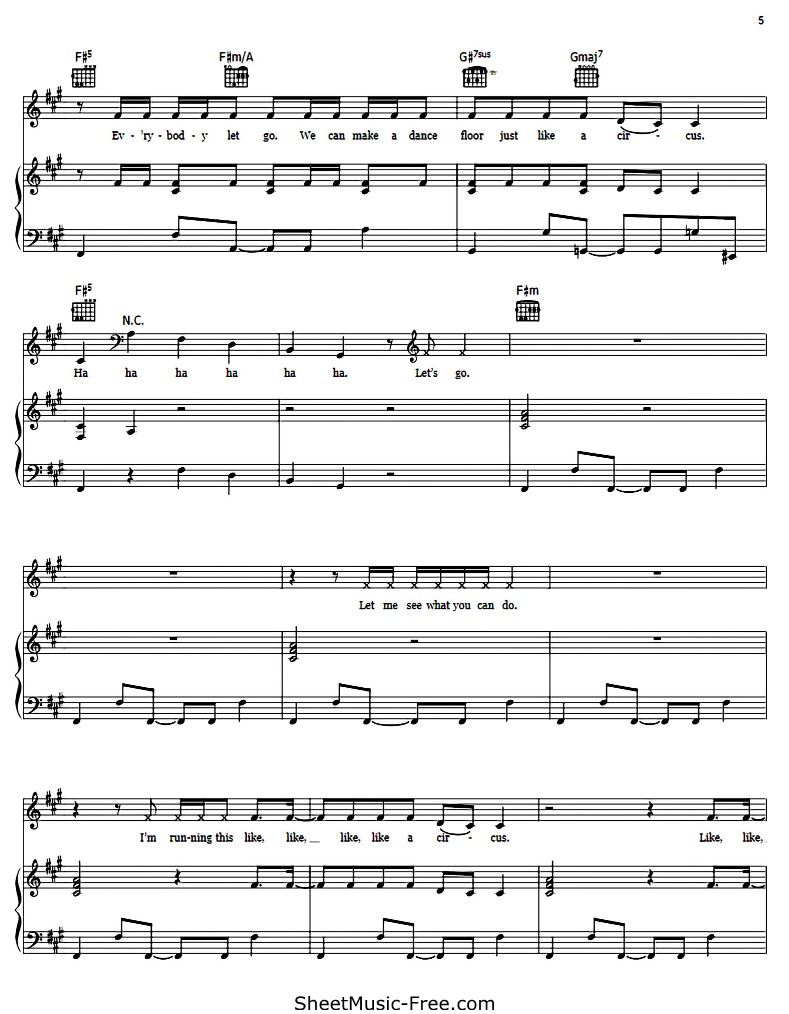 5
F♯5 F♯m/A G♯7sus Gmaj7
Ev - 'ry - bod - y let go. We can make a dance floor just like a cir - cus.
F♯5 N.C. F♯m
Ha ha ha ha ha ha. Let's go.
Let me see what you can do.
I'm run-ning this like, like,__ like, like a cir - cus. Like, like,
SheetMusic-Free.com